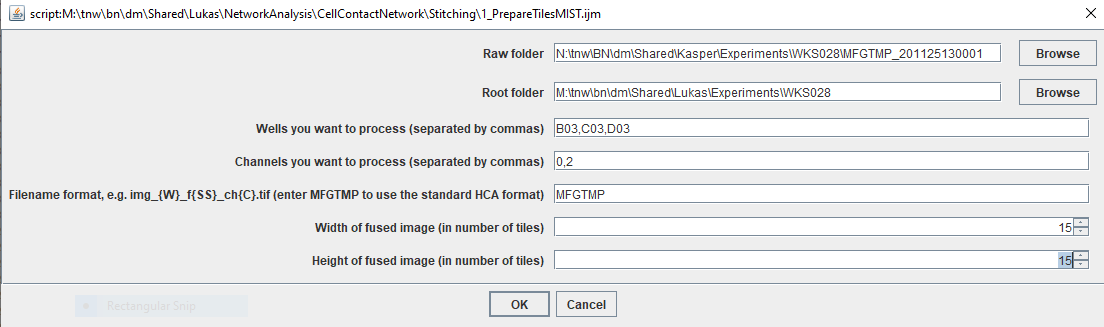 script:M:\tnw\bn\dm\Shared\Lukas\NetworkAnalysis\CellContactNetwork\Stitching\1_PrepareTilesMIST.ijm
Raw folder N:\tnw\BN\dm\Shared\Kasper\Experiments\WKS028\MFGTMP_201125130001 Browse
Root folder M:\tnw\bn\dm\Shared\Lukas\Experiments\WKS028 Browse
Wells you want to process (separated by commas) B03,C03,D03
Channels you want to process (separated by commas) 0,2
Filename format, e.g. img_{W}_f{SS}_ch{C}.tif (enter MFGTMP to use the standard HCA format) MFGTMP
Width of fused image (in number of tiles) 15
Height of fused image (in number of tiles) 15
OK Cancel
Rectangular Snip